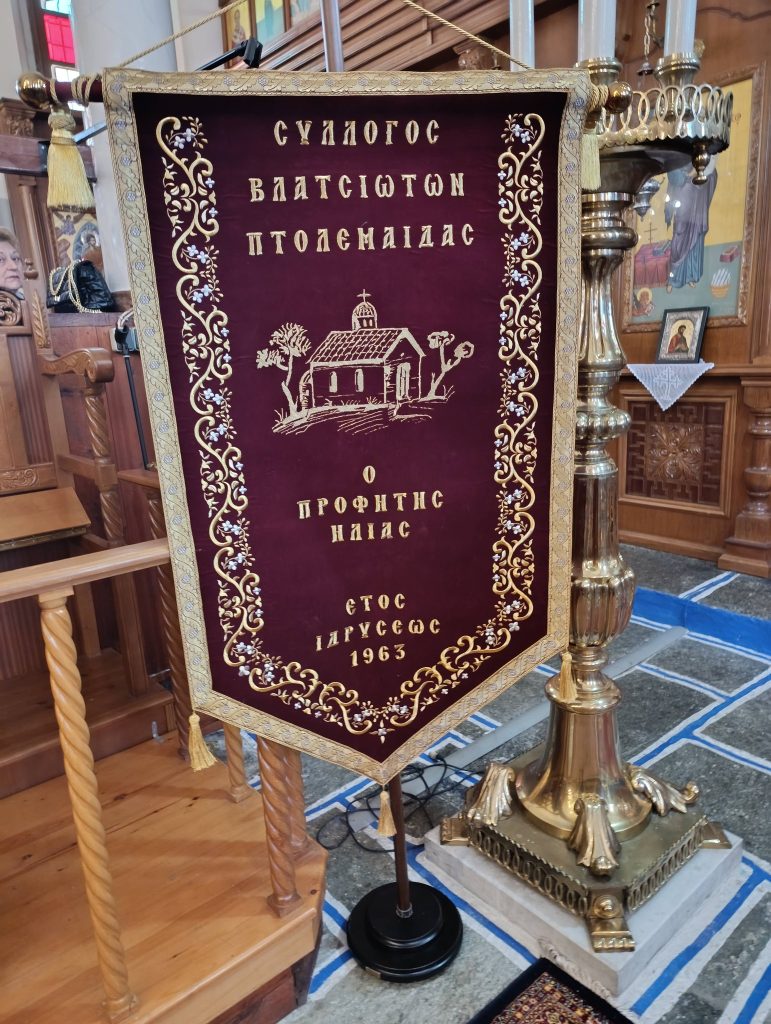 ΣΥΛΛΟΓΟΣ
ΒΛΑΤΣΙΩΤΩΝ
ΠΤΟΛΕΜΑΙΔΑΣ
Ο
ΠΡΟΦΗΤΗΣ
ΗΛΙΑΣ
ΕΤΟΣ
ΙΔΡΥΣΕΩΣ
1963